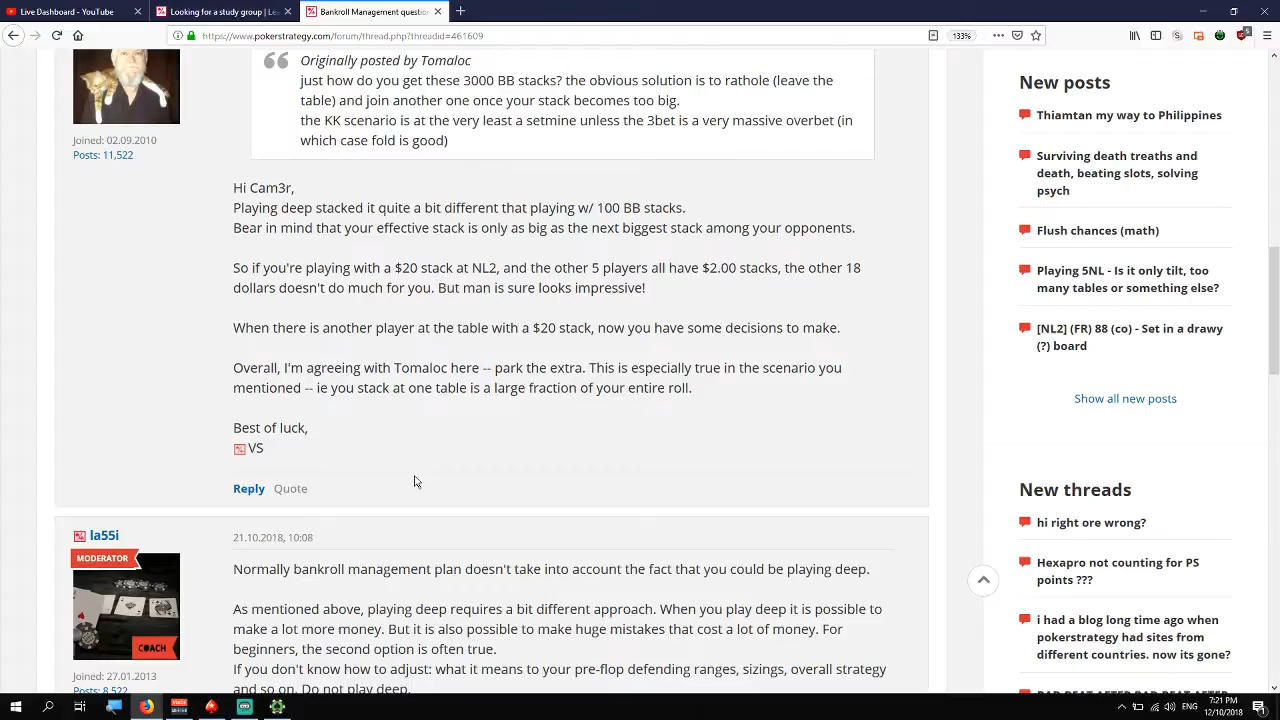 Live Dashboard - YouTube
Looking for a study group | Le
Bankroll Management questio
https://www.pokerstrategy.com/forum/thread.php?threadid=461609
133%
Originally posted by Tomaloc
just how do you get these 3000 BB stacks? the obvious solution is to rathole (leave the
table) and join another one once your stack becomes too big.
the KK scenario is at the very least a setmine unless the 3bet is a very massive overbet (in
which case fold is good)
Joined: 02.09.2010
Posts: 11,522
Hi Cam3r,
Playing deep stacked it quite a bit different that playing w/ 100 BB stacks.
Bear in mind that your effective stack is only as big as the next biggest stack among your opponents.
So if you're playing with a $20 stack at NL2, and the other 5 players all have $2.00 stacks, the other 18
dollars doesn't do much for you. But man is sure looks impressive!
When there is another player at the table with a $20 stack, now you have some decisions to make.
Overall, I'm agreeing with Tomaloc here -- park the extra. This is especially true in the scenario you
mentioned -- ie you stack at one table is a large fraction of your entire roll.
Best of luck,
VS
Reply Quote
la55i
MODERATOR
COACH
Joined: 27.01.2013
Posts: 8,522
21.10.2018, 10:08
Normally bankroll management plan doesn't take into account the fact that you could be playing deep.
As mentioned above, playing deep requires a bit different approach. When you play deep it is possible to
make a lot more money. But it is also possible to make huge mistakes that cost a lot of money. For
beginners, the second option is often true.
If you don't know how to adjust: what it means to your pre-flop defending ranges, sizings, overall strategy
and so on. Do not play deep.
New posts
Thiamtan my way to Philippines
Surviving death treaths and
death, beating slots, solving
psych
Flush chances (math)
Playing 5NL - Is it only tilt, too
many tables or something else?
[NL2] (FR) 88 (co) - Set in a drawy
(?) board
Show all new posts
New threads
hi right ore wrong?
Hexapro not counting for PS
points ???
i had a blog long time ago when
pokerstrategy had sites from
different countries. now its gone?
ENG
7:21 PM
12/10/2018